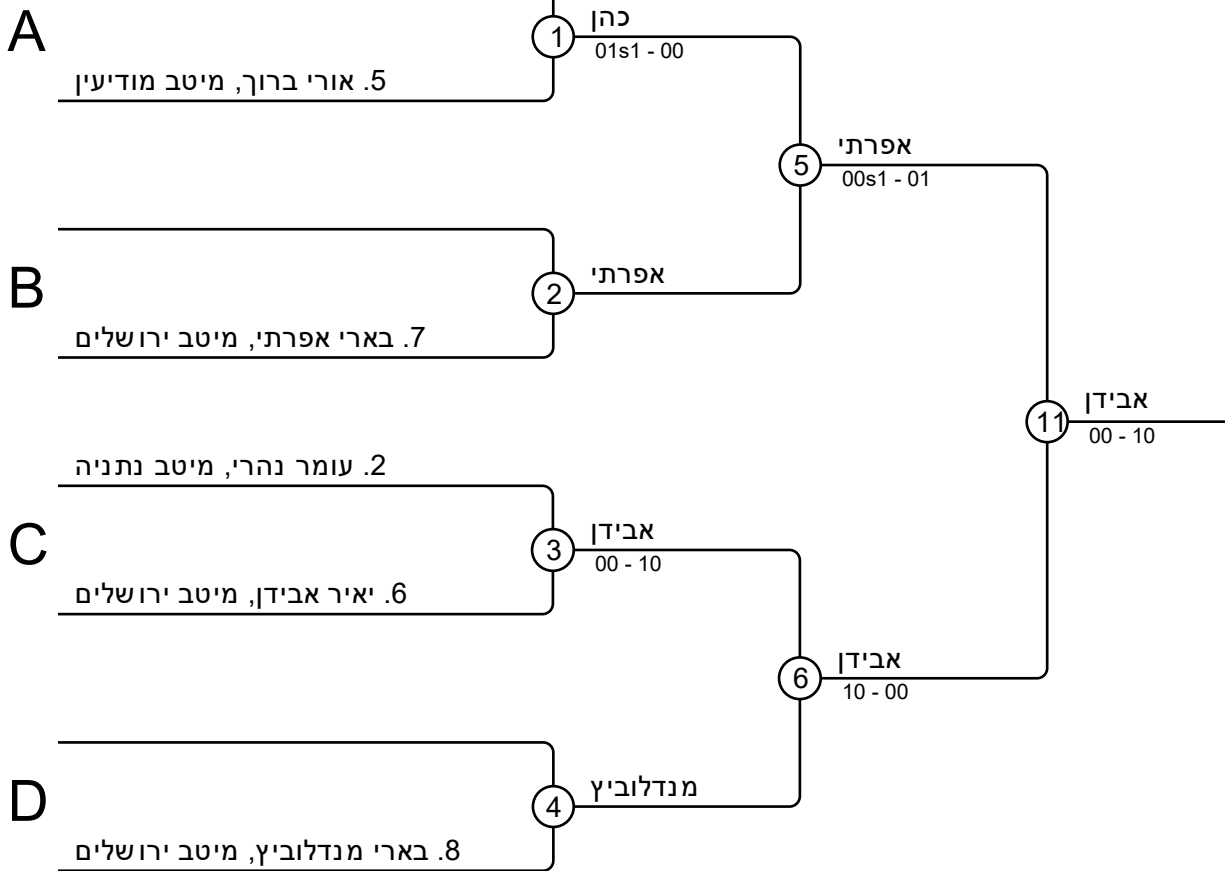 A
1
כהן
01s1 - 00
5. אורי ברוך, מיטב מודיעין
5
אפרתי
00s1 - 01
B
2
אפרתי
7. בארי אפרתי, מיטב ירושלים
11
אבידן
00 - 10
2. עומר נהרי, מיטב נתניה
C
3
אבידן
00 - 10
6. יאיר אבידן, מיטב ירושלים
6
אבידן
10 - 00
D
4
מנדלוביץ
8. בארי מנדלוביץ, מיטב ירושלים